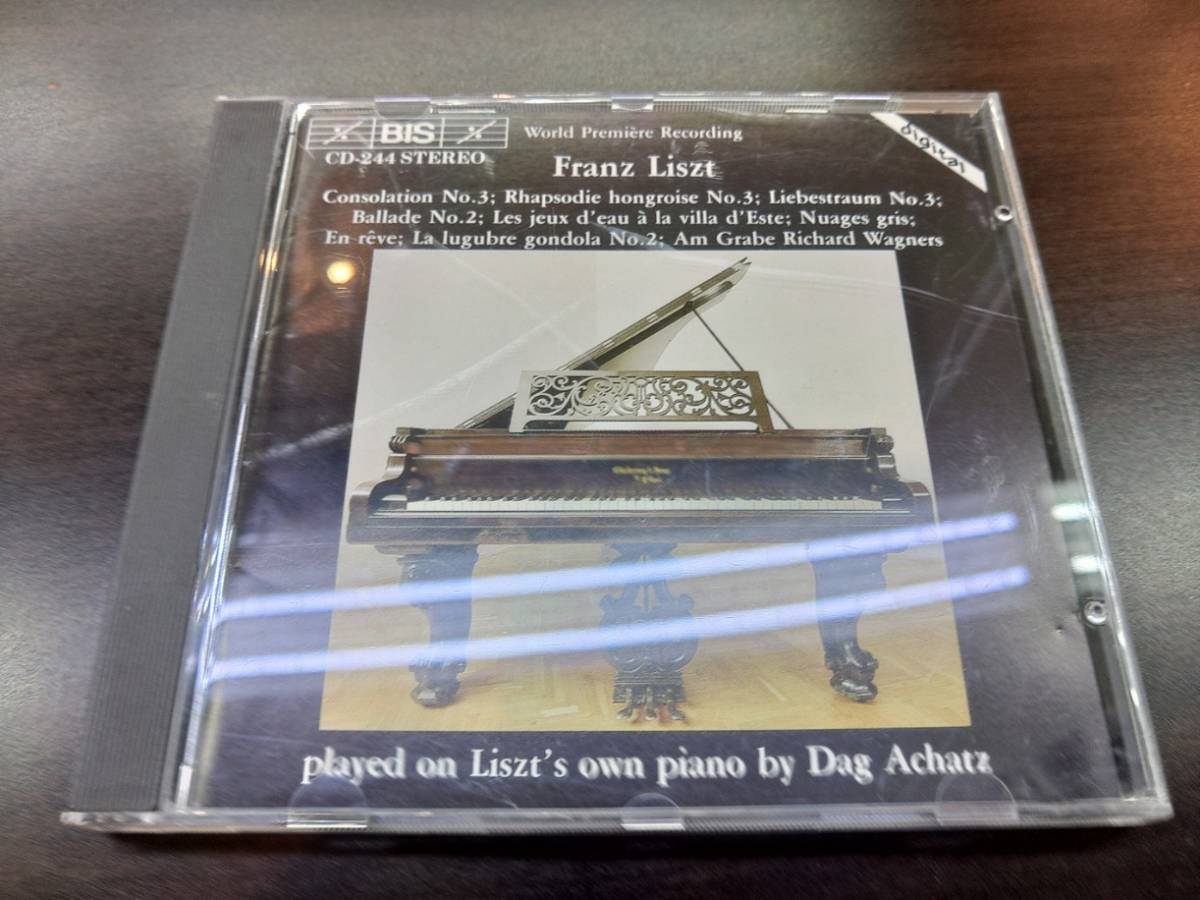 BIS
World Première Recording
digital
CD-244 STEREO
Franz Liszt
Consolation No.3; Rhapsodie hongroise No.3; Liebestraum No.3;
Ballade No.2; Les jeux d'eau à la villa d'Este; Nuages gris;
En rêve; La lugubre gondola No.2; Am Grabe Richard Wagners
played on Liszt's own piano by Dag Achatz